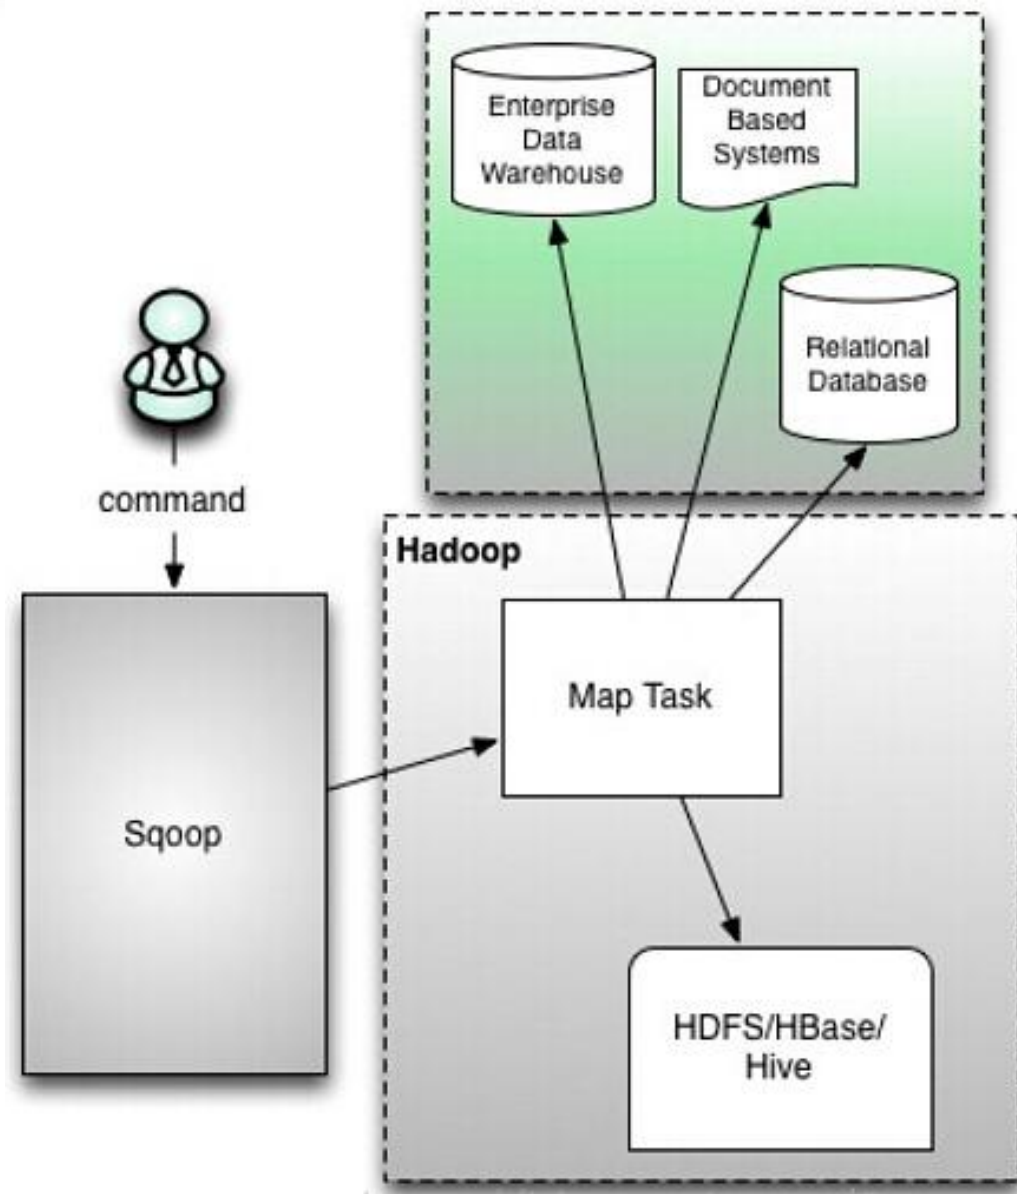 Enterprise
Data
Warehouse
Document
Based
Systems
Relational
Database
command
Hadoop
Map Task
Sqoop
HDFS/HBase/
Hive